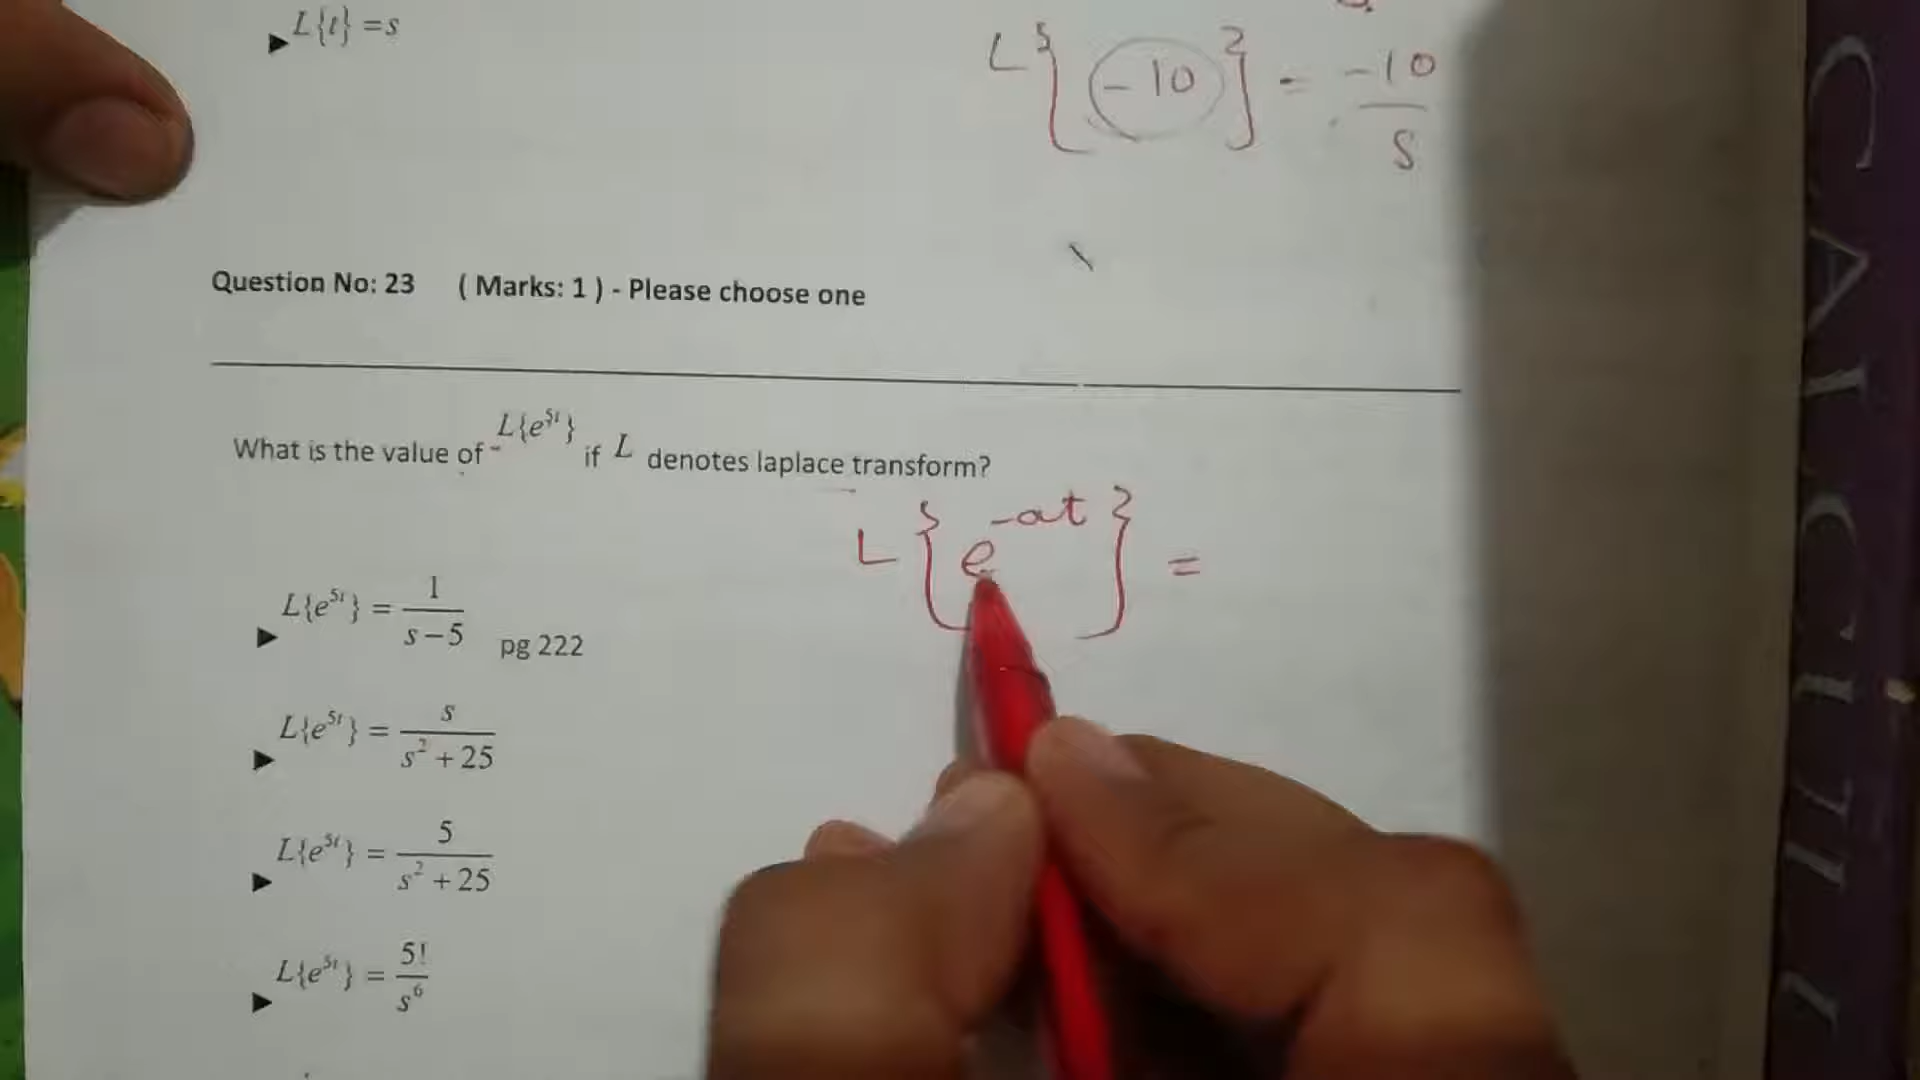 L{t} = s
L{-10} = -10/s
Question No: 23 ( Marks: 1 ) - Please choose one
What is the value of L{e^{5t}} if L denotes laplace transform?
L{e^{-at}} =
L{e^{5t}} = 1/(s-5) pg 222
L{e^{5t}} = s/(s^2+25)
L{e^{5t}} = 5/(s^2+25)
L{e^{5t}} = 5!/s^6